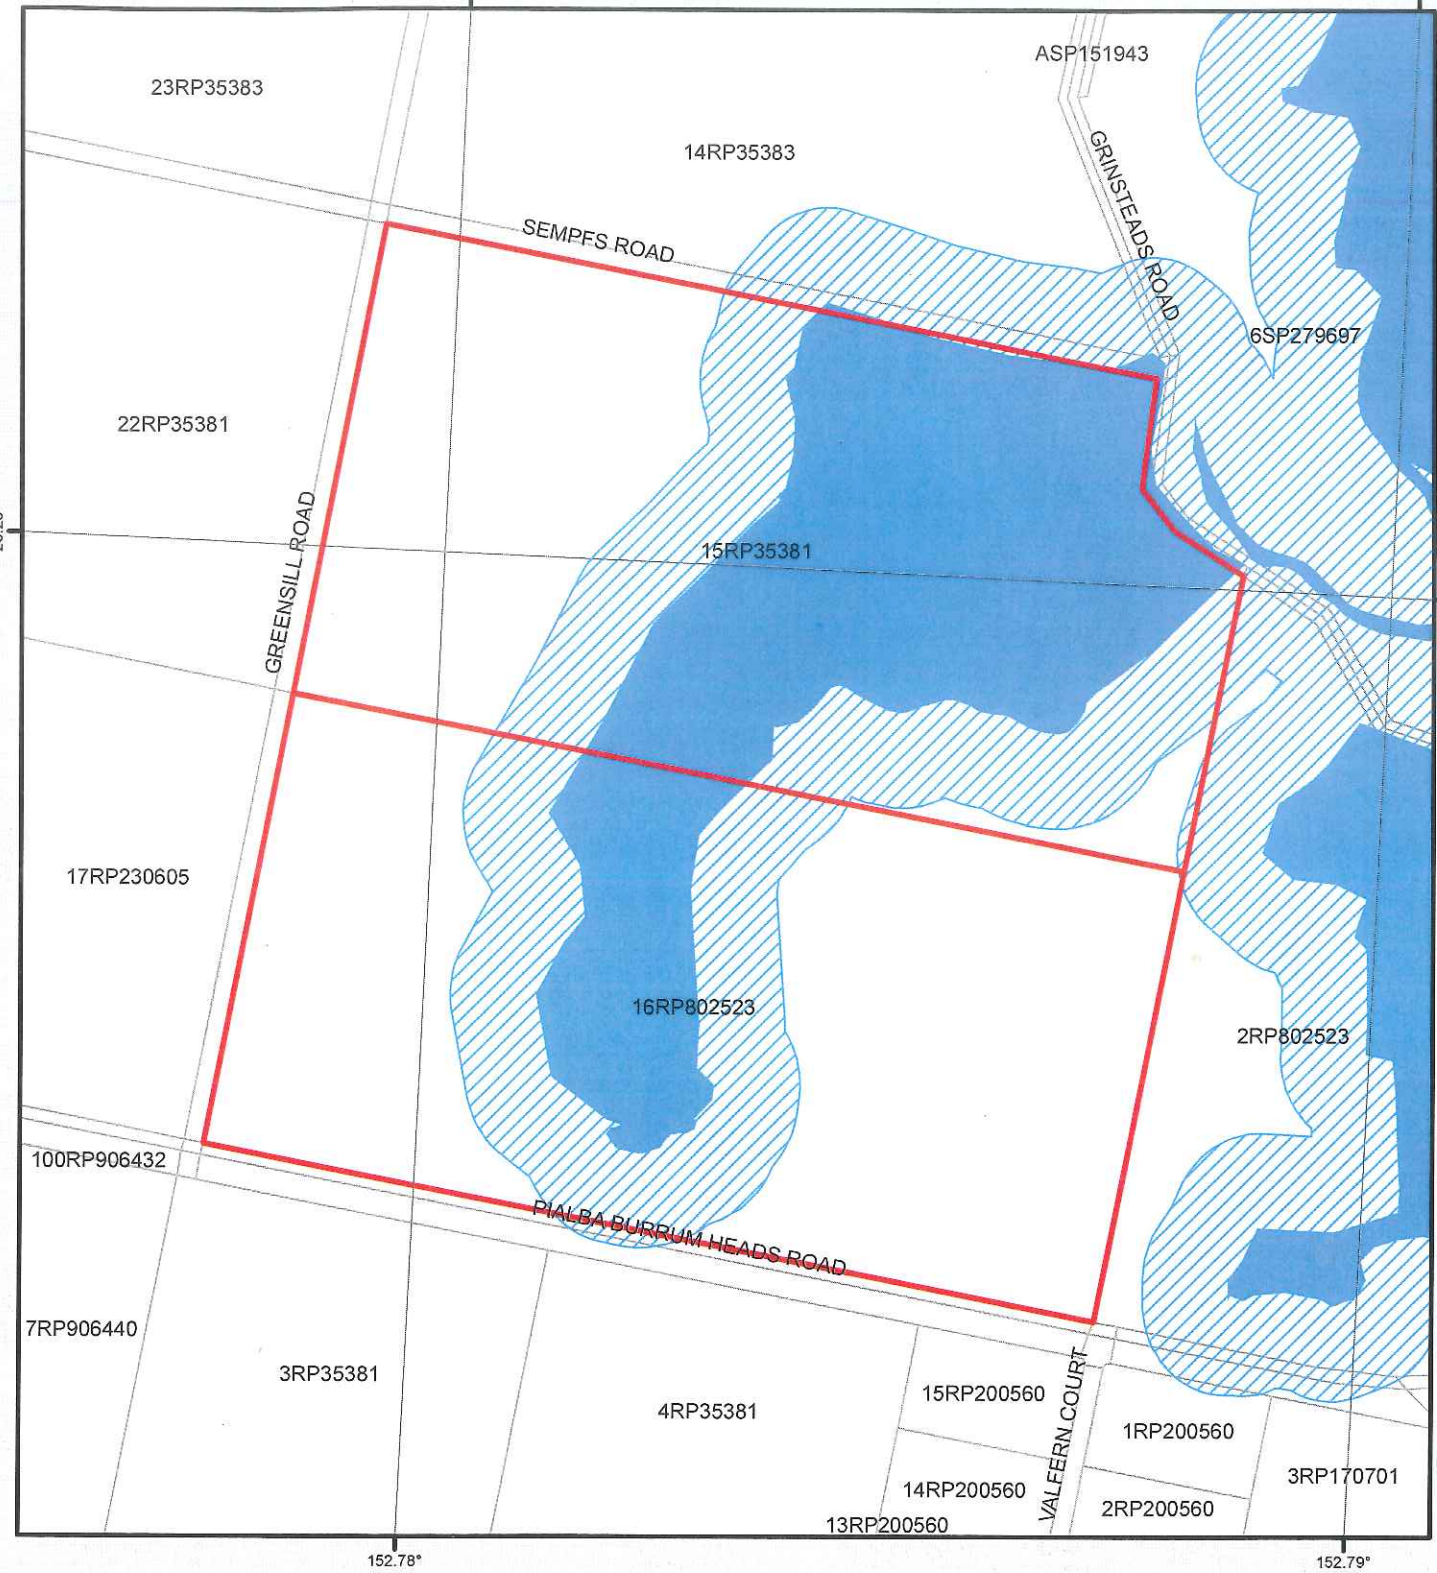 ASP151943
23RP35383
14RP35383
GRINSTEADS ROAD
SEMPFS ROAD
6SP279697
22RP35381
GREENSILL ROAD
15RP35381
17RP230605
16RP802523
2RP802523
100RP906432
PIALBA BURRUM HEADS ROAD
7RP906440
3RP35381
4RP35381
15RP200560
VALFERN COURT
1RP200560
3RP170701
14RP200560
2RP200560
13RP200560
152.78°
152.79°